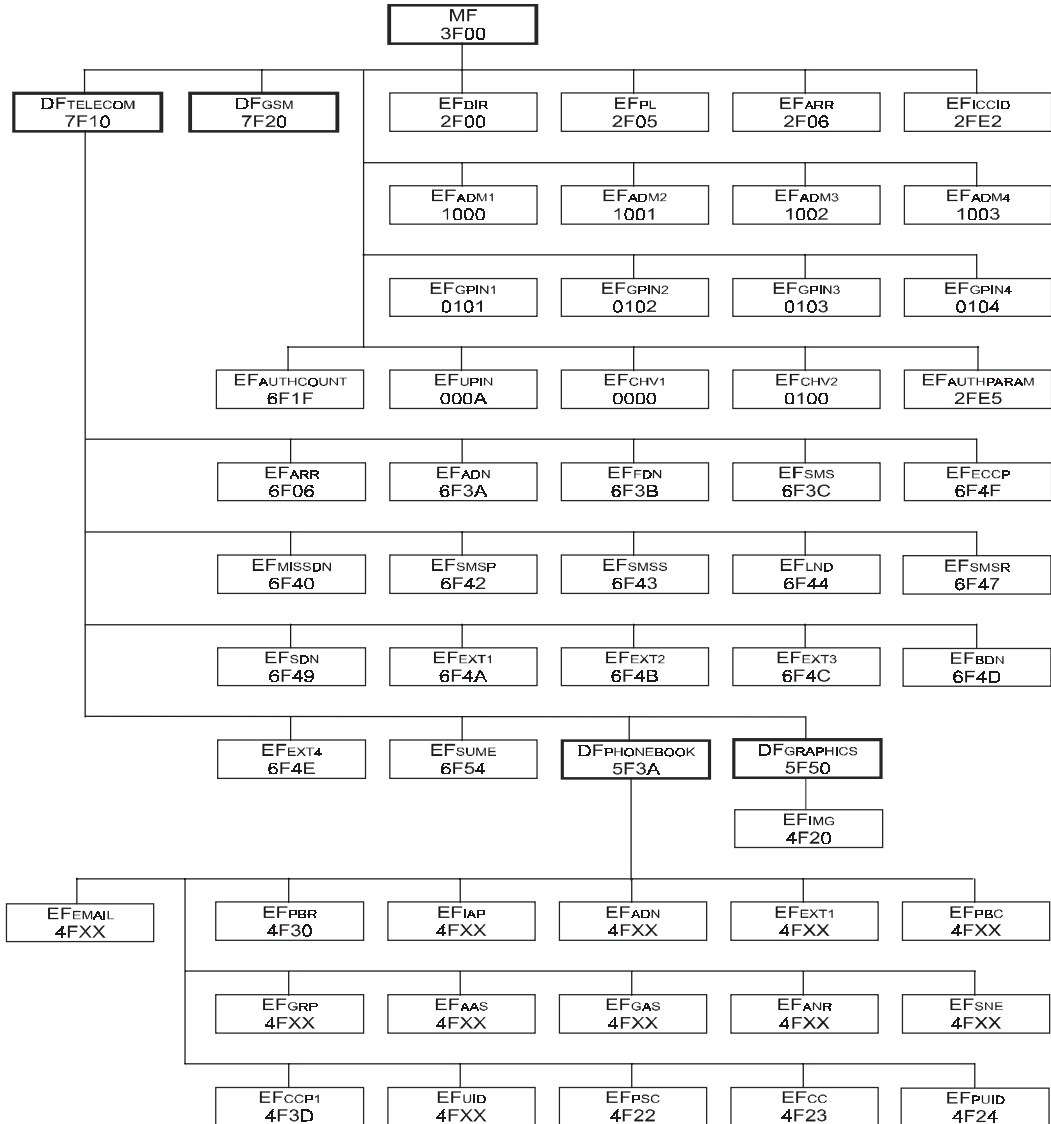 MF
3F00
DFTELECOM
7F10
DFGSM
7F20
EFDIR
2F00
EFPL
2F05
EFARR
2F06
EFICCID
2FE2
EFADM1
1000
EFADM2
1001
EFADM3
1002
EFADM4
1003
EFGPIN1
0101
EFGPIN2
0102
EFGPIN3
0103
EFGPIN4
0104
EFAUTHCOUNT
6F1F
EFUPIN
000A
EFCHV1
0000
EFCHV2
0100
EFAUTHPARAM
2FE5
EFARR
6F06
EFADN
6F3A
EFFDN
6F3B
EFSMS
6F3C
EFECCP
6F4F
EFMISSDN
6F40
EFSMSP
6F42
EFSMSS
6F43
EFLND
6F44
EFSMSR
6F47
EFSDN
6F49
EFEXT1
6F4A
EFEXT2
6F4B
EFEXT3
6F4C
EFBDN
6F4D
EFEXT4
6F4E
EFSUME
6F54
DFPHONEBOOK
5F3A
DFGRAPHICS
5F50
EFIMG
4F20
EFEMAIL
4FXX
EFPBR
4F30
EFIAP
4FXX
EFADN
4FXX
EFEXT1
4FXX
EFPBC
4FXX
EFGRP
4FXX
EFAAS
4FXX
EFGAS
4FXX
EFANR
4FXX
EFSNE
4FXX
EFCCP1
4F3D
EFUID
4FXX
EFPSC
4F22
EFCC
4F23
EFPUID
4F24